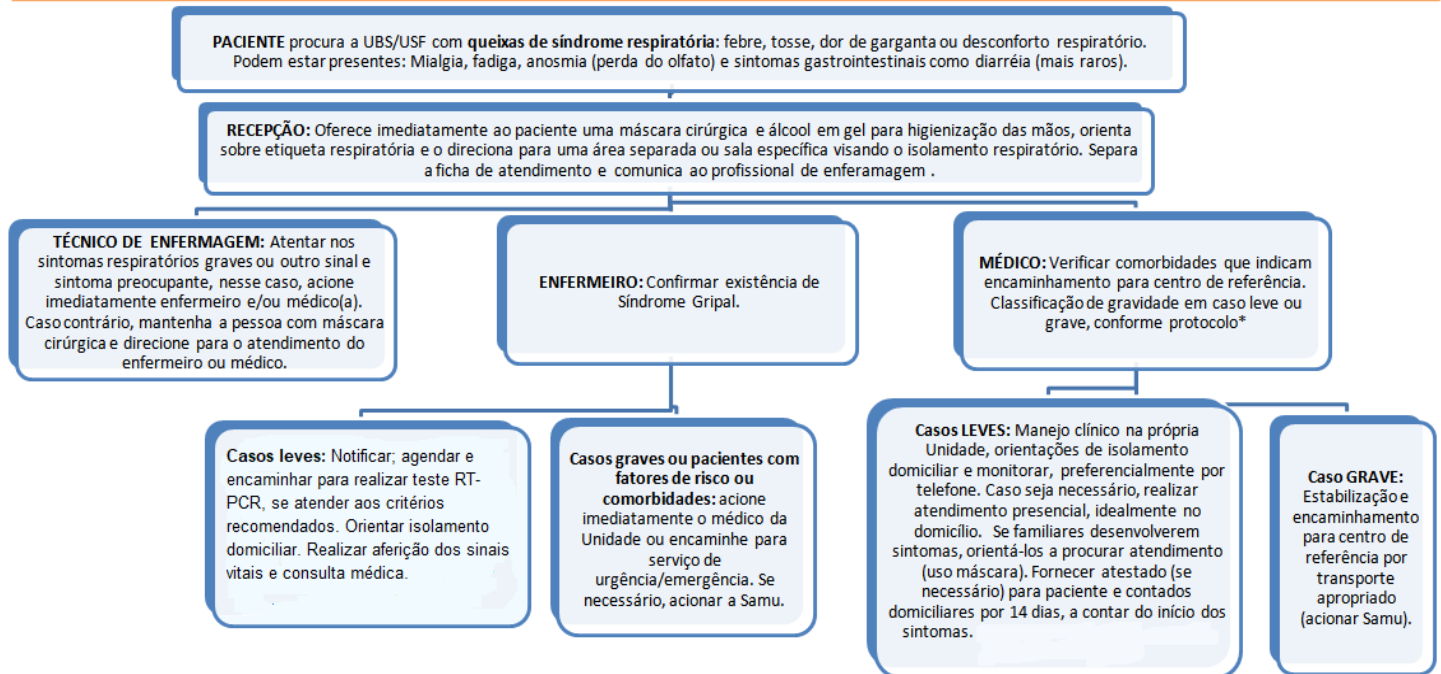 PACIENTE procura a UBS/USF com queixas de síndrome respiratória: febre, tosse, dor de garganta ou desconforto respiratório.
Podem estar presentes: Mialgia, fadiga, anosmia (perda do olfato) e sintomas gastrointestinais como diarréia (mais raros).
RECEPÇÃO: Oferece imediatamente ao paciente uma máscara cirúrgica e álcool em gel para higienização das mãos, orienta
sobre etiqueta respiratória e o direciona para uma área separada ou sala específica visando o isolamento respiratório. Separa
a ficha de atendimento e comunica ao profissional de enferamagem .
TÉCNICO DE ENFERMAGEM: Atentar nos
sintomas respiratórios graves ou outro sinal e
sintoma preocupante, nesse caso, acione
imediatamente enfermeiro e/ou médico(a).
Caso contrário, mantenha a pessoa com máscara
cirúrgica e direcione para o atendimento do
enfermeiro ou médico.
ENFERMEIRO: Confirmar existência de
Síndrome Gripal.
MÉDICO: Verificar comorbidades que indicam
encaminhamento para centro de referência.
Classificação de gravidade em caso leve ou
grave, conforme protocolo*
Casos leves: Notificar; agendar e
encaminhar para realizar teste RT-
PCR, se atender aos critérios
recomendados. Orientar isolamento
domiciliar. Realizar aferição dos sinais
vitais e consulta médica.
Casos graves ou pacientes com
fatores de risco ou
comorbidades: acione
imediatamente o médico da
Unidade ou encaminhe para
serviço de
urgência/emergência. Se
necessário, acionar a Samu.
Casos LEVES: Manejo clínico na própria
Unidade, orientações de isolamento
domiciliar e monitorar, preferencialmente por
telefone. Caso seja necessário, realizar
atendimento presencial, idealmente no
domicílio. Se familiares desenvolverem
sintomas, orientá-los a procurar atendimento
(uso máscara). Fornecer atestado (se
necessário) para paciente e contados
domiciliares por 14 dias, a contar do início dos
sintomas.
Caso GRAVE:
Estabilização e
encaminhamento
para centro de
referência por
transporte
apropriado
(acionar Samu).